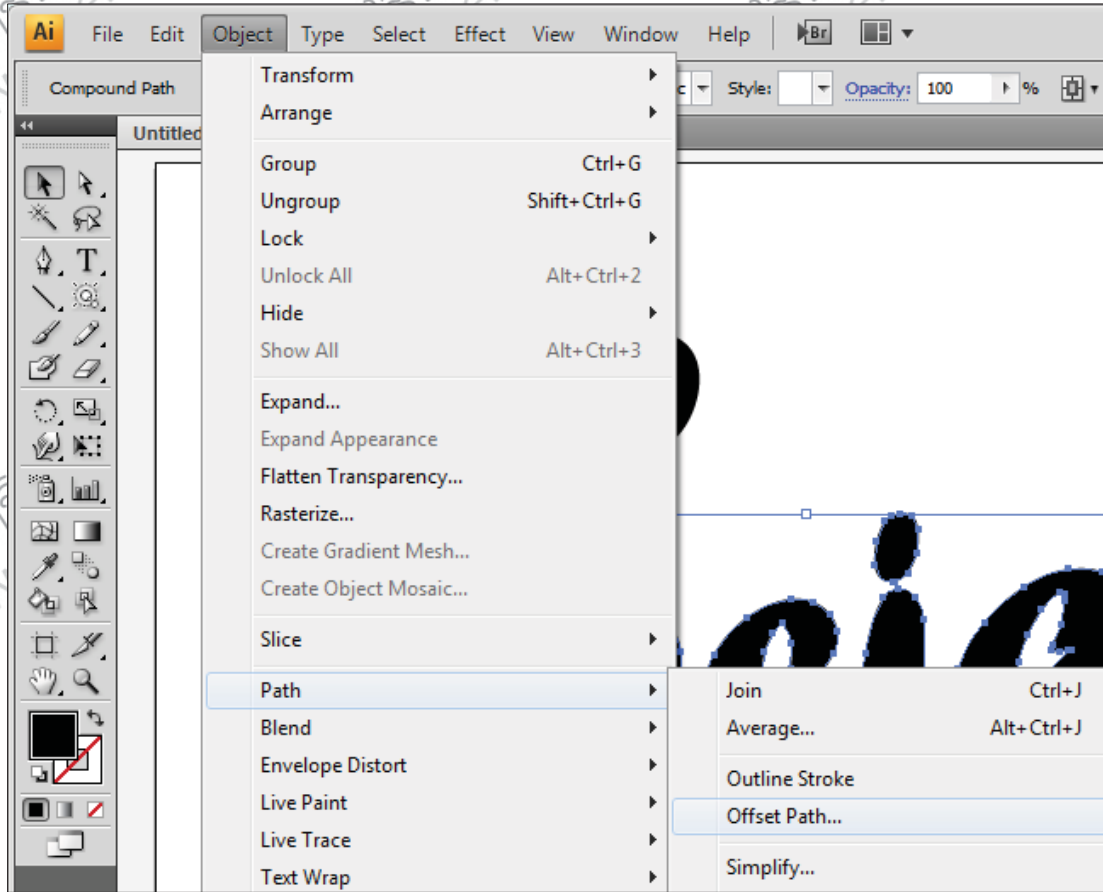 Ai File Edit Object Type Select Effect View Window Help Br
Compound Path
c Style: Opacity: 100 %
Untitled
Transform
Arrange
Group Ctrl+G
Ungroup Shift+Ctrl+G
Lock
Unlock All Alt+Ctrl+2
Hide
Show All Alt+Ctrl+3
Expand...
Expand Appearance
Flatten Transparency...
Rasterize...
Create Gradient Mesh...
Create Object Mosaic...
Slice
Path
Blend
Envelope Distort
Live Paint
Live Trace
Text Wrap
Join Ctrl+J
Average... Alt+Ctrl+J
Outline Stroke
Offset Path...
Simplify...